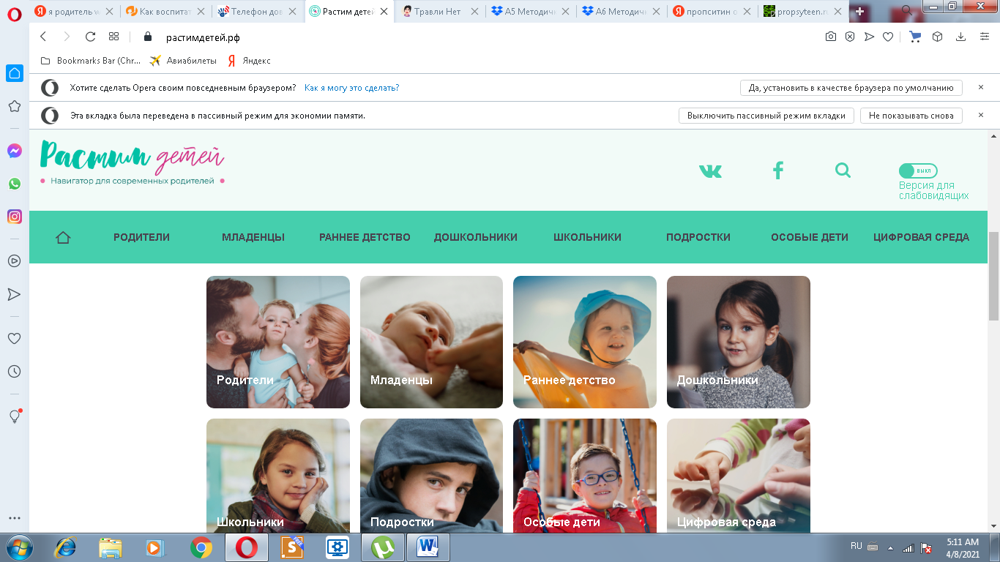 я родитель w
Как воспитат
Телефон дов
Растим детей
Травли Нет
А5 Методич
А6 Методич
пропситин о
propsyteen.ru
растимдетей.рф
Bookmarks Bar (Chr...
Авиабилеты
Яндекс
Хотите сделать Opera своим повседневным браузером? Как я могу это сделать?
Да, установить в качестве браузера по умолчанию
Эта вкладка была переведена в пассивный режим для экономии памяти.
Выключить пассивный режим вкладки
Не показывать снова
Растим детей
Навигатор для современных родителей
выкл
Версия для
слабовидящих
РОДИТЕЛИ
МЛАДЕНЦЫ
РАННЕЕ ДЕТСТВО
ДОШКОЛЬНИКИ
ШКОЛЬНИКИ
ПОДРОСТКИ
ОСОБЫЕ ДЕТИ
ЦИФРОВАЯ СРЕДА
Родители
Младенцы
Раннее детство
Дошкольники
Школьники
Подростки
Особые дети
Цифровая среда
RU
5:11 AM
4/8/2021